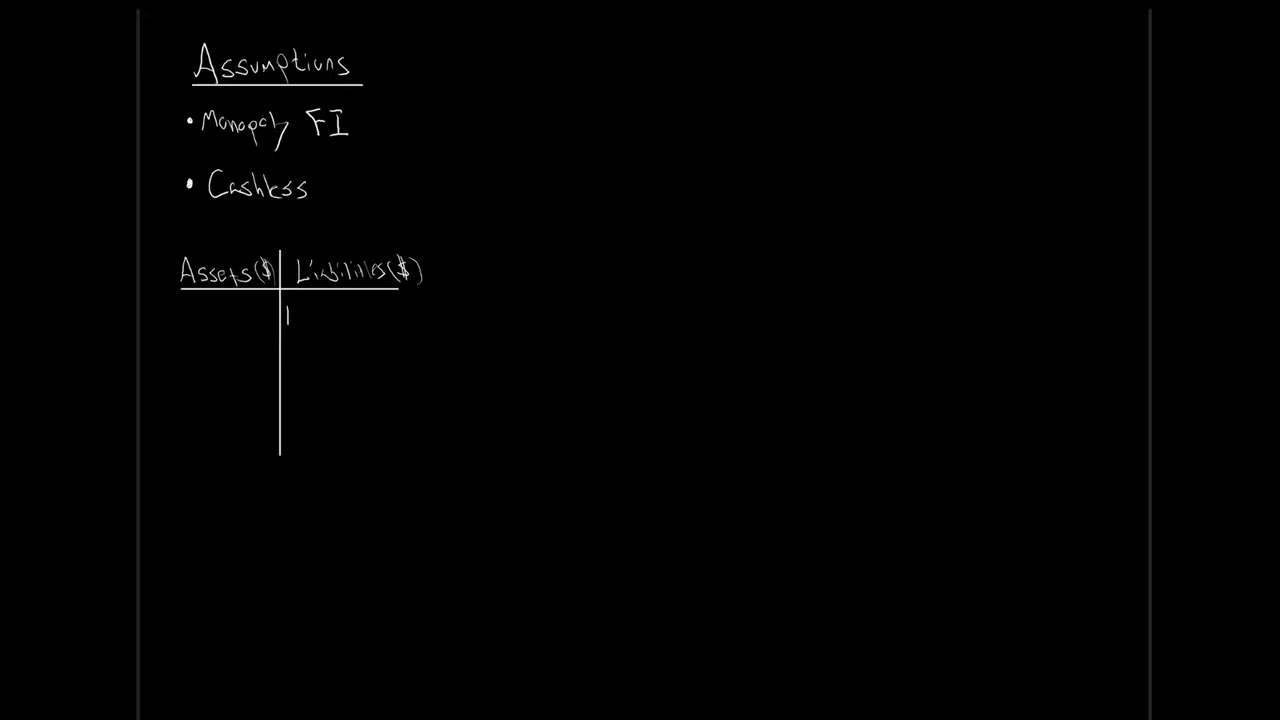 Assumptions
• Monopoly FI
• Cashless
Assets($) Liabilities($)